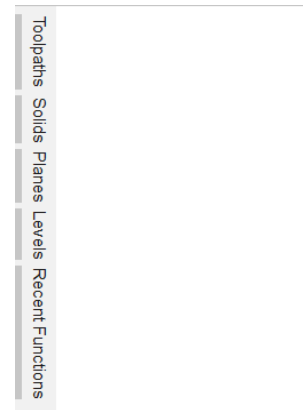 Toolpaths
Solids
Planes
Levels
Recent Functions